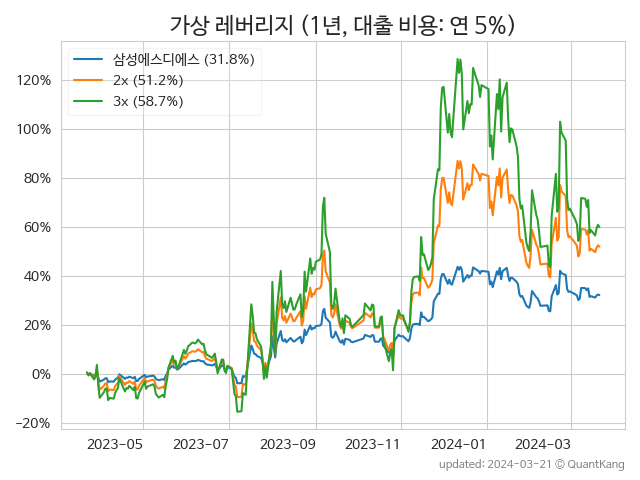 가상 레버리지 (1년, 대출 비용: 연 5%)
삼성에스디에스 (31.8%)
2x (51.2%)
3x (58.7%)
120%
100%
80%
60%
40%
20%
0%
−20%
2023-05
2023-07
2023-09
2023-11
2024-01
2024-03
updated: 2024-03-21 © QuantKang